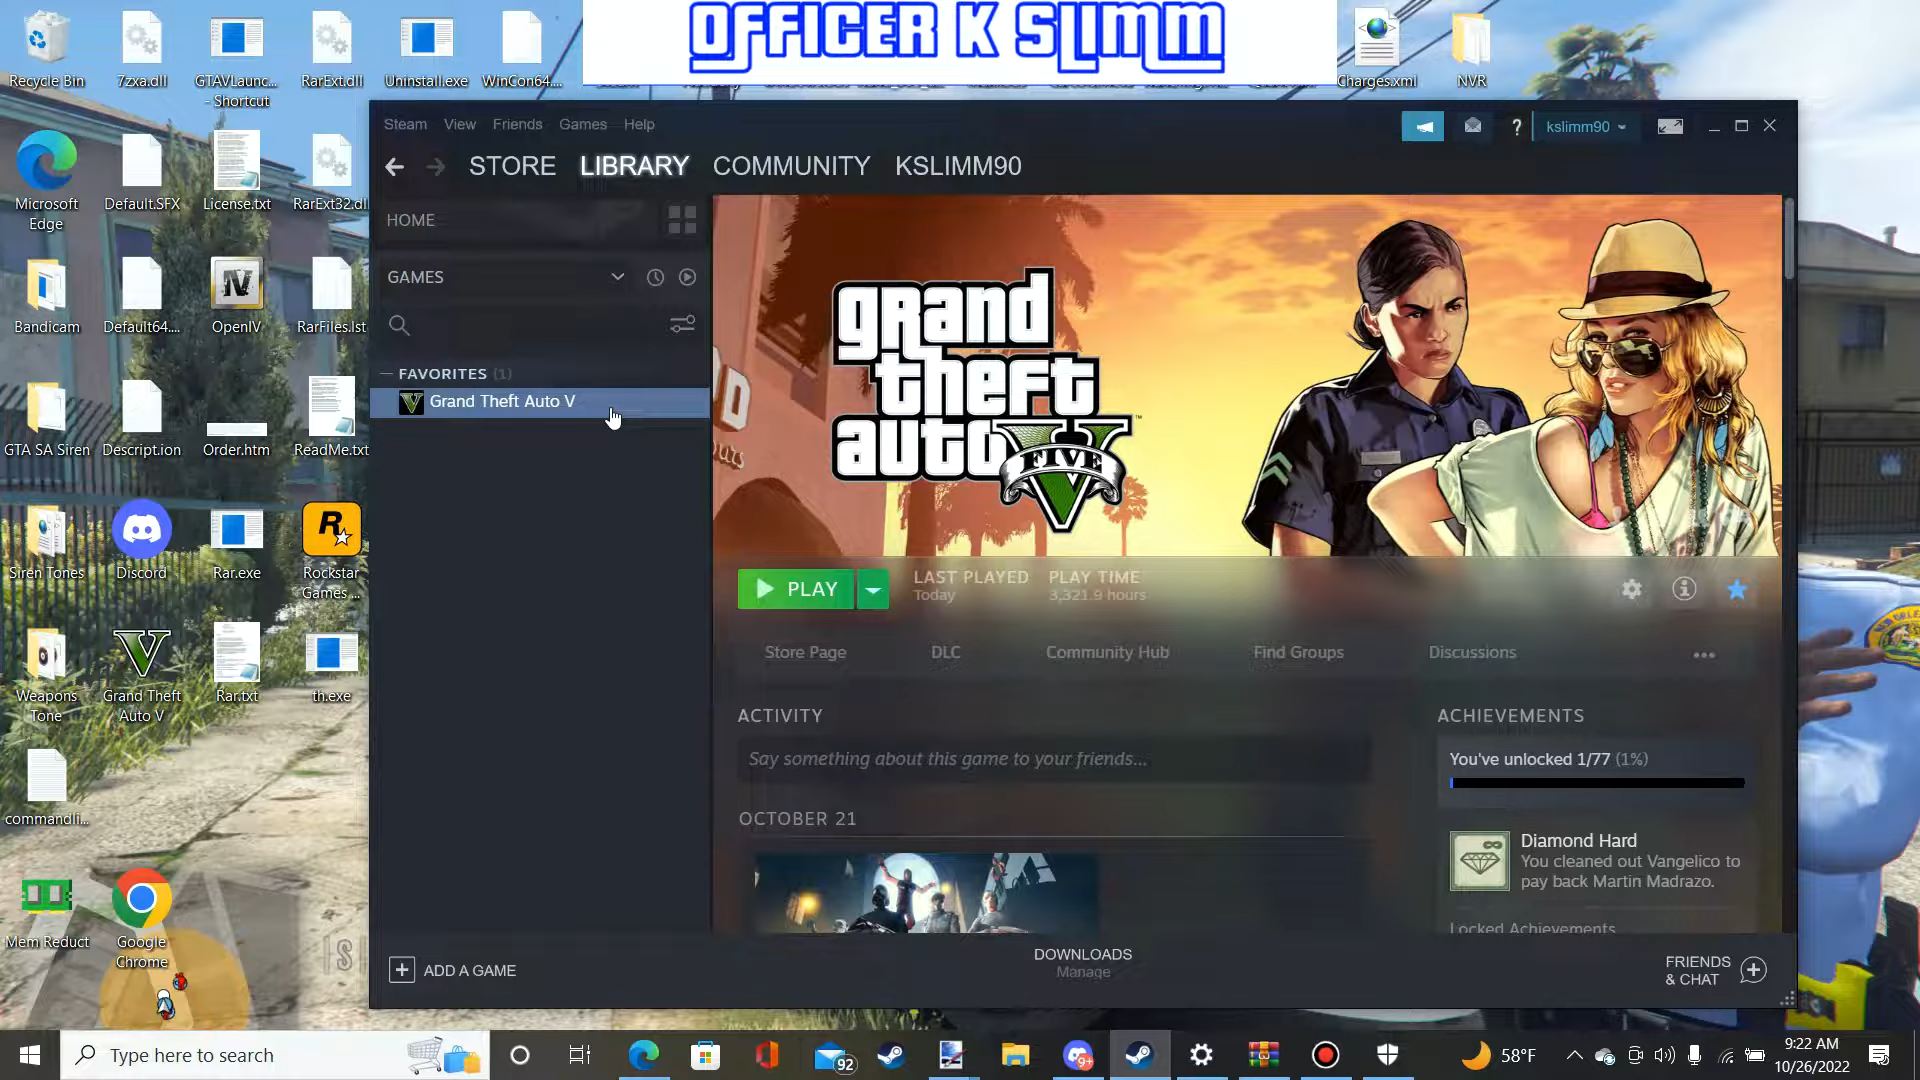 OFFICER K SLIMM
Recycle Bin
7zxa.dll
GTAVLaunc...
- Shortcut
RarExt.dll
Uninstall.exe
WinCon64....
Charges.xml
NVR
Microsoft
Edge
Default.SFX
License.txt
RarExt32.dl
Bandicam
Default64....
OpenIV
RarFiles.lst
GTA SA Siren
Descript.ion
Order.htm
ReadMe.txt
Siren Tones
Discord
Rar.exe
Rockstar
Games ...
Weapons
Tone
Grand Theft
Auto V
Rar.txt
th.exe
commandli...
Mem Reduct
Google
Chrome
Steam View Friends Games Help
kslimm90
STORE LIBRARY COMMUNITY KSLIMM90
HOME
GAMES
FAVORITES (1)
Grand Theft Auto V
grand
theft
auto
FIVE
™
PLAY
LAST PLAYED
Today
PLAY TIME
3,321.9 hours
Store Page DLC Community Hub Find Groups Discussions
ACTIVITY
Say something about this game to your friends...
OCTOBER 21
ACHIEVEMENTS
You've unlocked 1/77 (1%)
Diamond Hard
You cleaned out Vangelico to
pay back Martin Madrazo.
Locked Achievements
ADD A GAME
DOWNLOADS
Manage
FRIENDS
& CHAT
Type here to search
92
9+
58°F
9:22 AM
10/26/2022